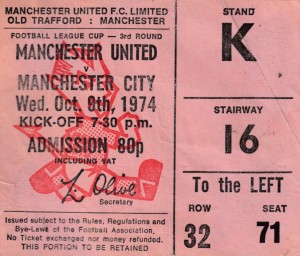 MANCHESTER UNITED F.C. LIMITED
OLD TRAFFORD : MANCHESTER
FOOTBALL LEAGUE CUP — 3rd ROUND
MANCHESTER UNITED
v
MANCHESTER CITY
Wed. Oct. 9th, 1974
KICK-OFF 7-30 p.m.
ADMISSION 80p
INCLUDING VAT
L. Olive
Secretary
Issued subject to the Rules, Regulations and
Bye-Laws of the Football Association.
No Ticket exchanged nor money refunded.
THIS PORTION TO BE RETAINED
STAND
K
STAIRWAY
16
To the LEFT
ROW SEAT
32 71